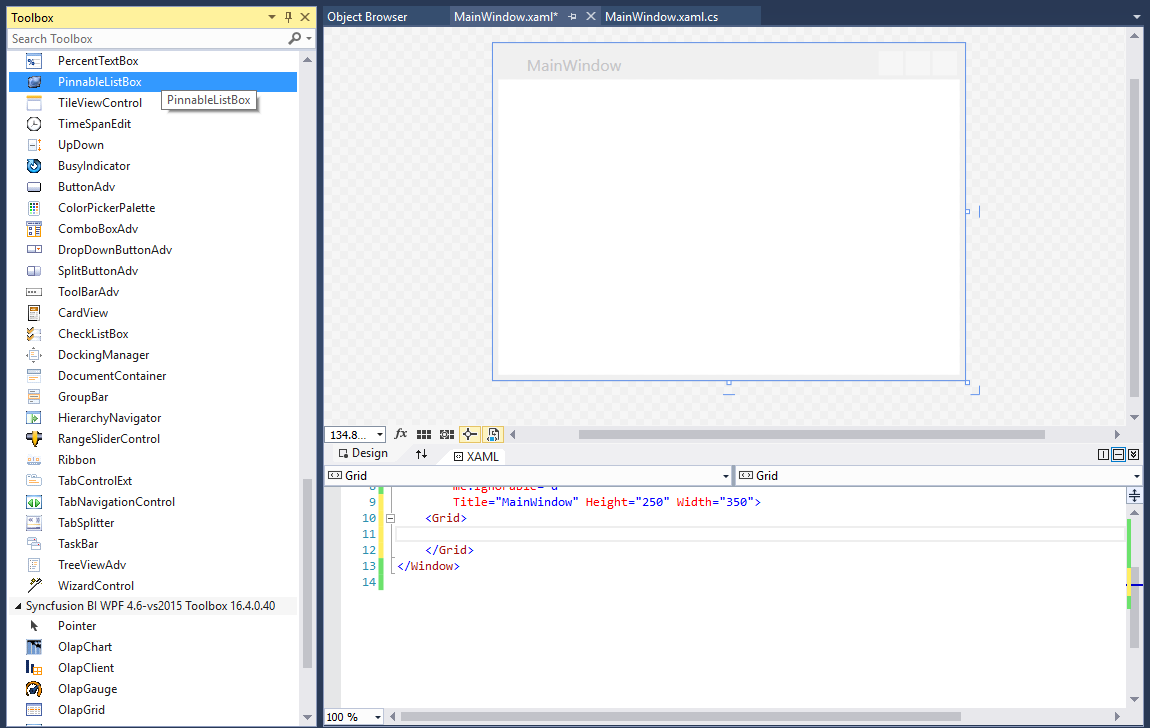 Toolbox
Search Toolbox
PercentTextBox
PinnableListBox
PinnableListBox
TileViewControl
TimeSpanEdit
UpDown
BusyIndicator
ButtonAdv
ColorPickerPalette
ComboBoxAdv
DropDownButtonAdv
SplitButtonAdv
ToolBarAdv
CardView
CheckListBox
DockingManager
DocumentContainer
GroupBar
HierarchyNavigator
RangeSliderControl
Ribbon
TabControlExt
TabNavigationControl
TabSplitter
TaskBar
TreeViewAdv
WizardControl
Syncfusion BI WPF 4.6-vs2015 Toolbox 16.4.0.40
Pointer
OlapChart
OlapClient
OlapGauge
OlapGrid
Object Browser
MainWindow.xaml*
MainWindow.xaml.cs
MainWindow
134.8...
fx
Design
XAML
Grid
Grid
8 mc:Ignorable="d"
9 Title="MainWindow" Height="250" Width="350">
10 <Grid>
11
12 </Grid>
13 </Window>
14
100 %